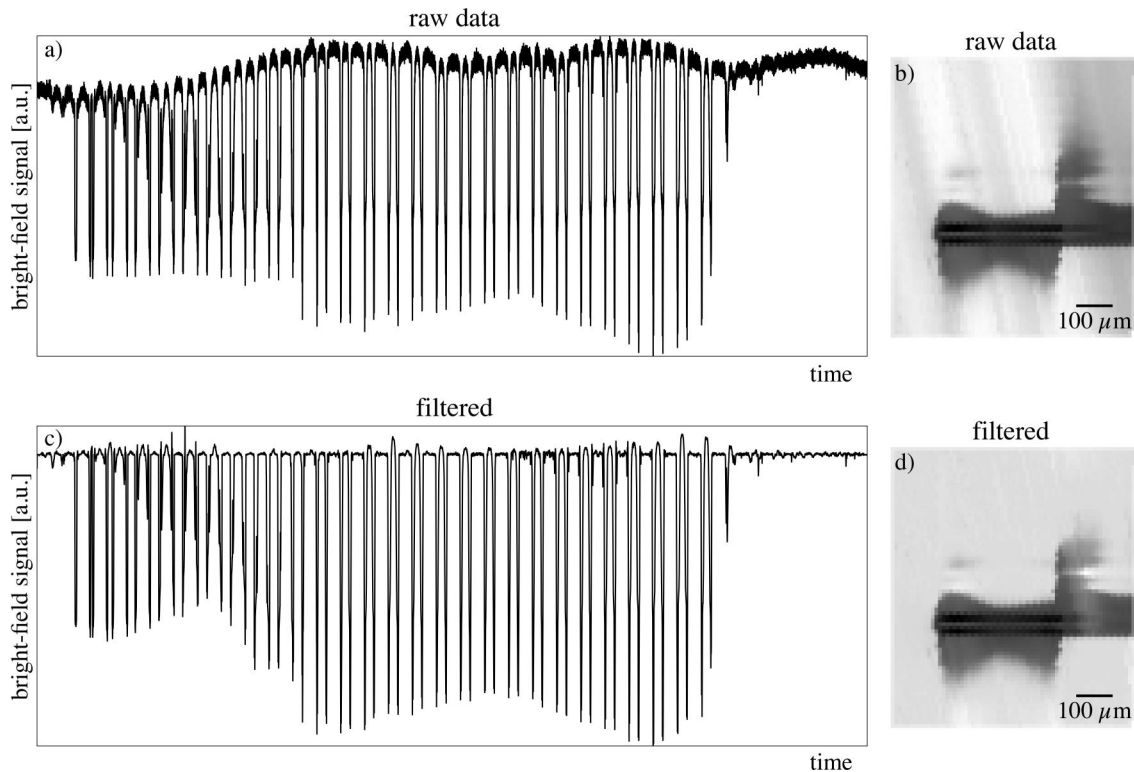 raw data
a)
bright-field signal [a.u.]
time
raw data
b)
100 µm
filtered
c)
bright-field signal [a.u.]
time
filtered
d)
100 µm